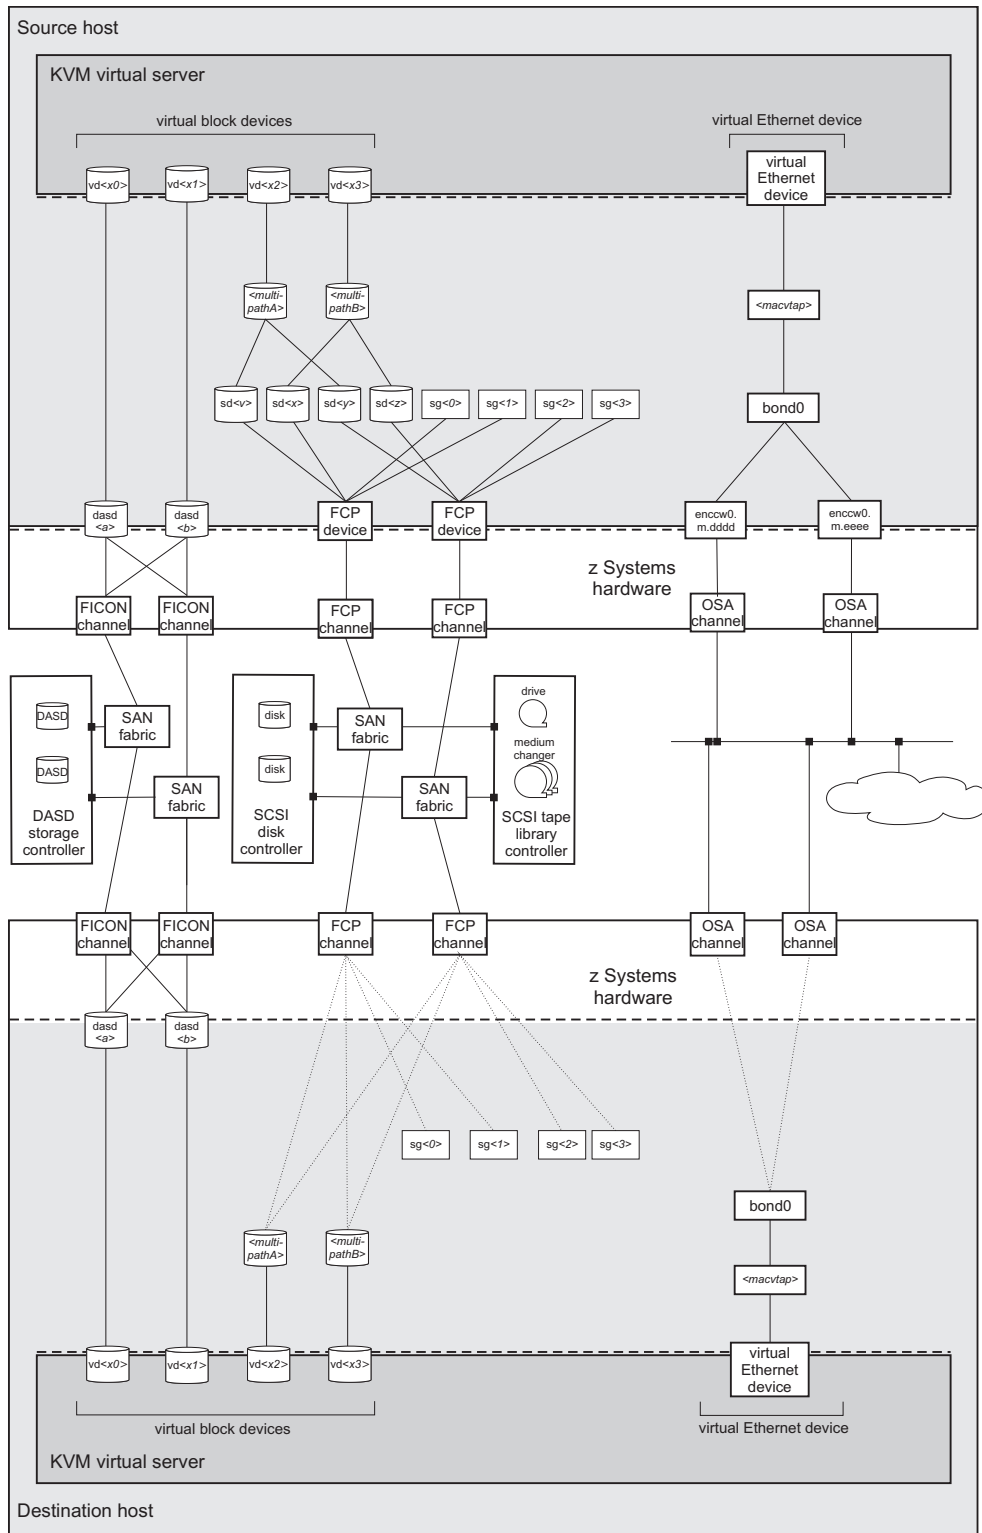 Source host
KVM virtual server
virtual block devices
virtual Ethernet device
vd<x0>
vd<x1>
vd<x2>
vd<x3>
virtual
Ethernet
device
<multi-
pathA>
<multi-
pathB>
<macvtap>
sd<v>
sd<x>
sd<y>
sd<z>
sg<0>
sg<1>
sg<2>
sg<3>
bond0
dasd
<a>
dasd
<b>
FCP
device
FCP
device
enccw0.
m.dddd
enccw0.
m.eeee
z Systems
hardware
FICON
channel
FICON
channel
FCP
channel
FCP
channel
OSA
channel
OSA
channel
DASD
DASD
DASD
storage
controller
SAN
fabric
SAN
fabric
disk
disk
SCSI
disk
controller
SAN
fabric
SAN
fabric
drive
medium
changer
SCSI tape
library
controller
FICON
channel
FICON
channel
FCP
channel
FCP
channel
OSA
channel
OSA
channel
z Systems
hardware
dasd
<a>
dasd
<b>
sg<0>
sg<1>
sg<2>
sg<3>
bond0
<multi-
pathA>
<multi-
pathB>
<macvtap>
vd<x0>
vd<x1>
vd<x2>
vd<x3>
virtual
Ethernet
device
virtual block devices
virtual Ethernet device
KVM virtual server
Destination host